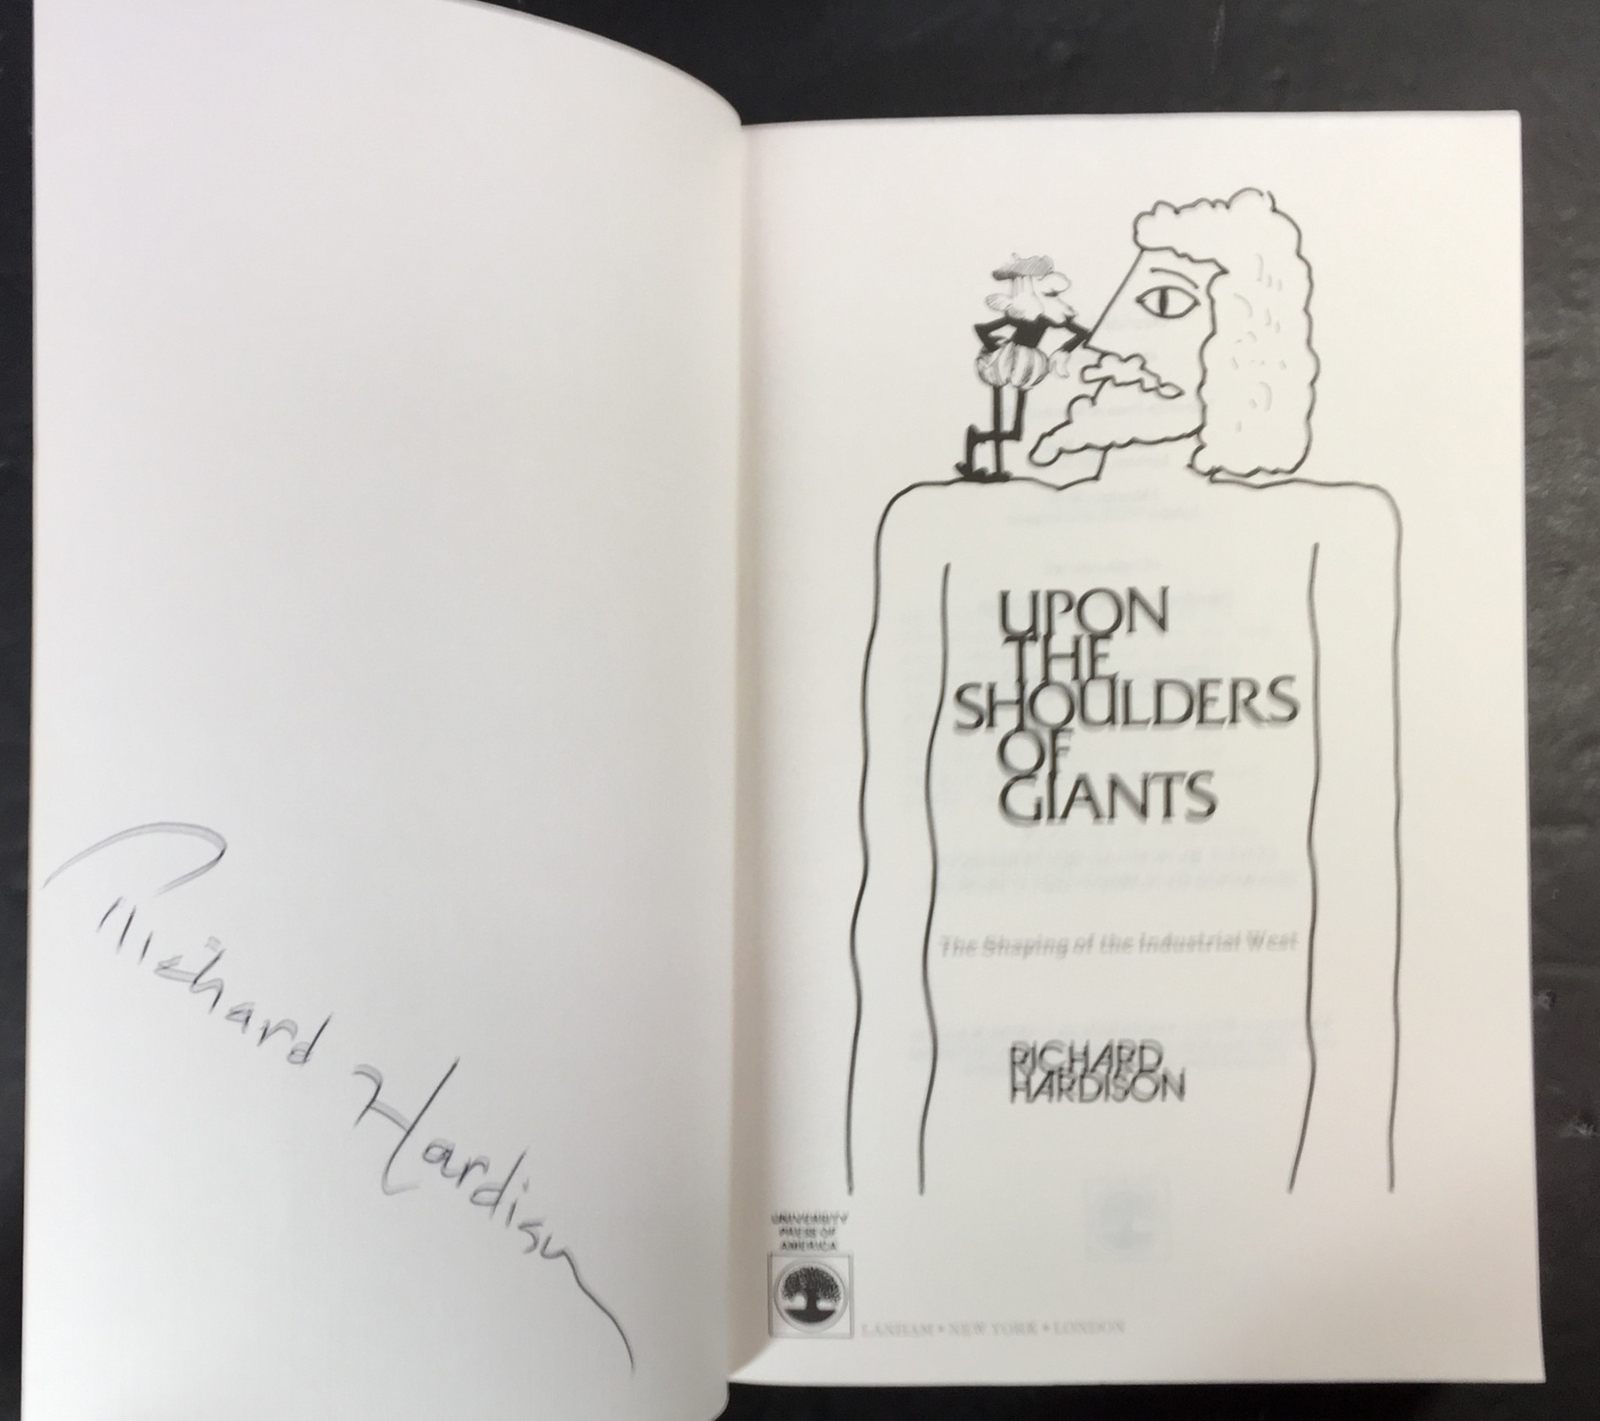 Richard Hardison
UPON
THE
SHOULDERS
OF
GIANTS
The Shaping of the Industrial West
RICHARD
HARDISON
UNIVERSITY
PRESS OF
AMERICA
LANHAM • NEW YORK • LONDON